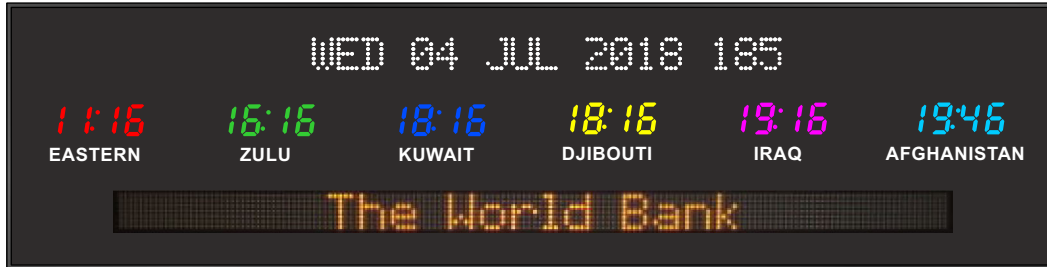 WED 04 JUL 2018 185
11:16 16:16 18:16 18:16 19:16 19:46
EASTERN ZULU KUWAIT DJIBOUTI IRAQ AFGHANISTAN
The World Bank